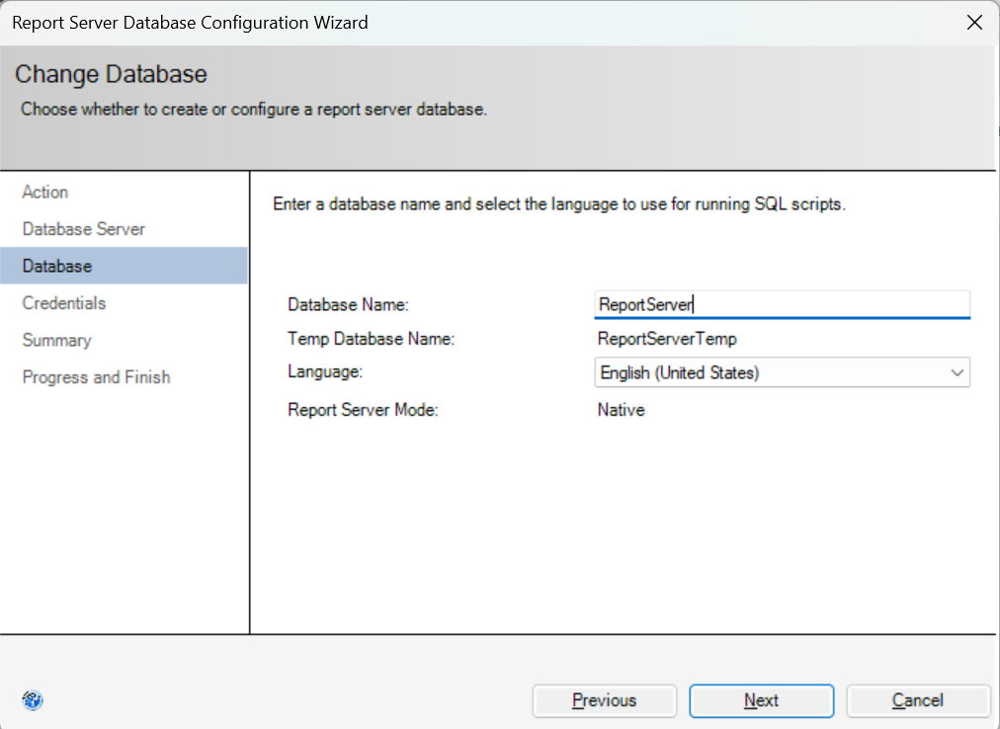 Report Server Database Configuration Wizard
Change Database
Choose whether to create or configure a report server database.
Action
Database Server
Database
Credentials
Summary
Progress and Finish
Enter a database name and select the language to use for running SQL scripts.
Database Name: ReportServer
Temp Database Name: ReportServerTemp
Language: English (United States)
Report Server Mode: Native
Previous Next Cancel